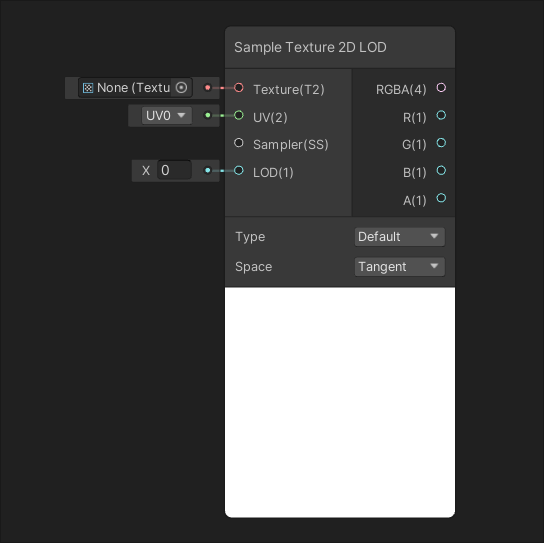 Sample Texture 2D LOD
None (Textu
Texture(T2)
RGBA(4)
UV0
UV(2)
R(1)
Sampler(SS)
G(1)
X 0
LOD(1)
B(1)
A(1)
Type
Default
Space
Tangent